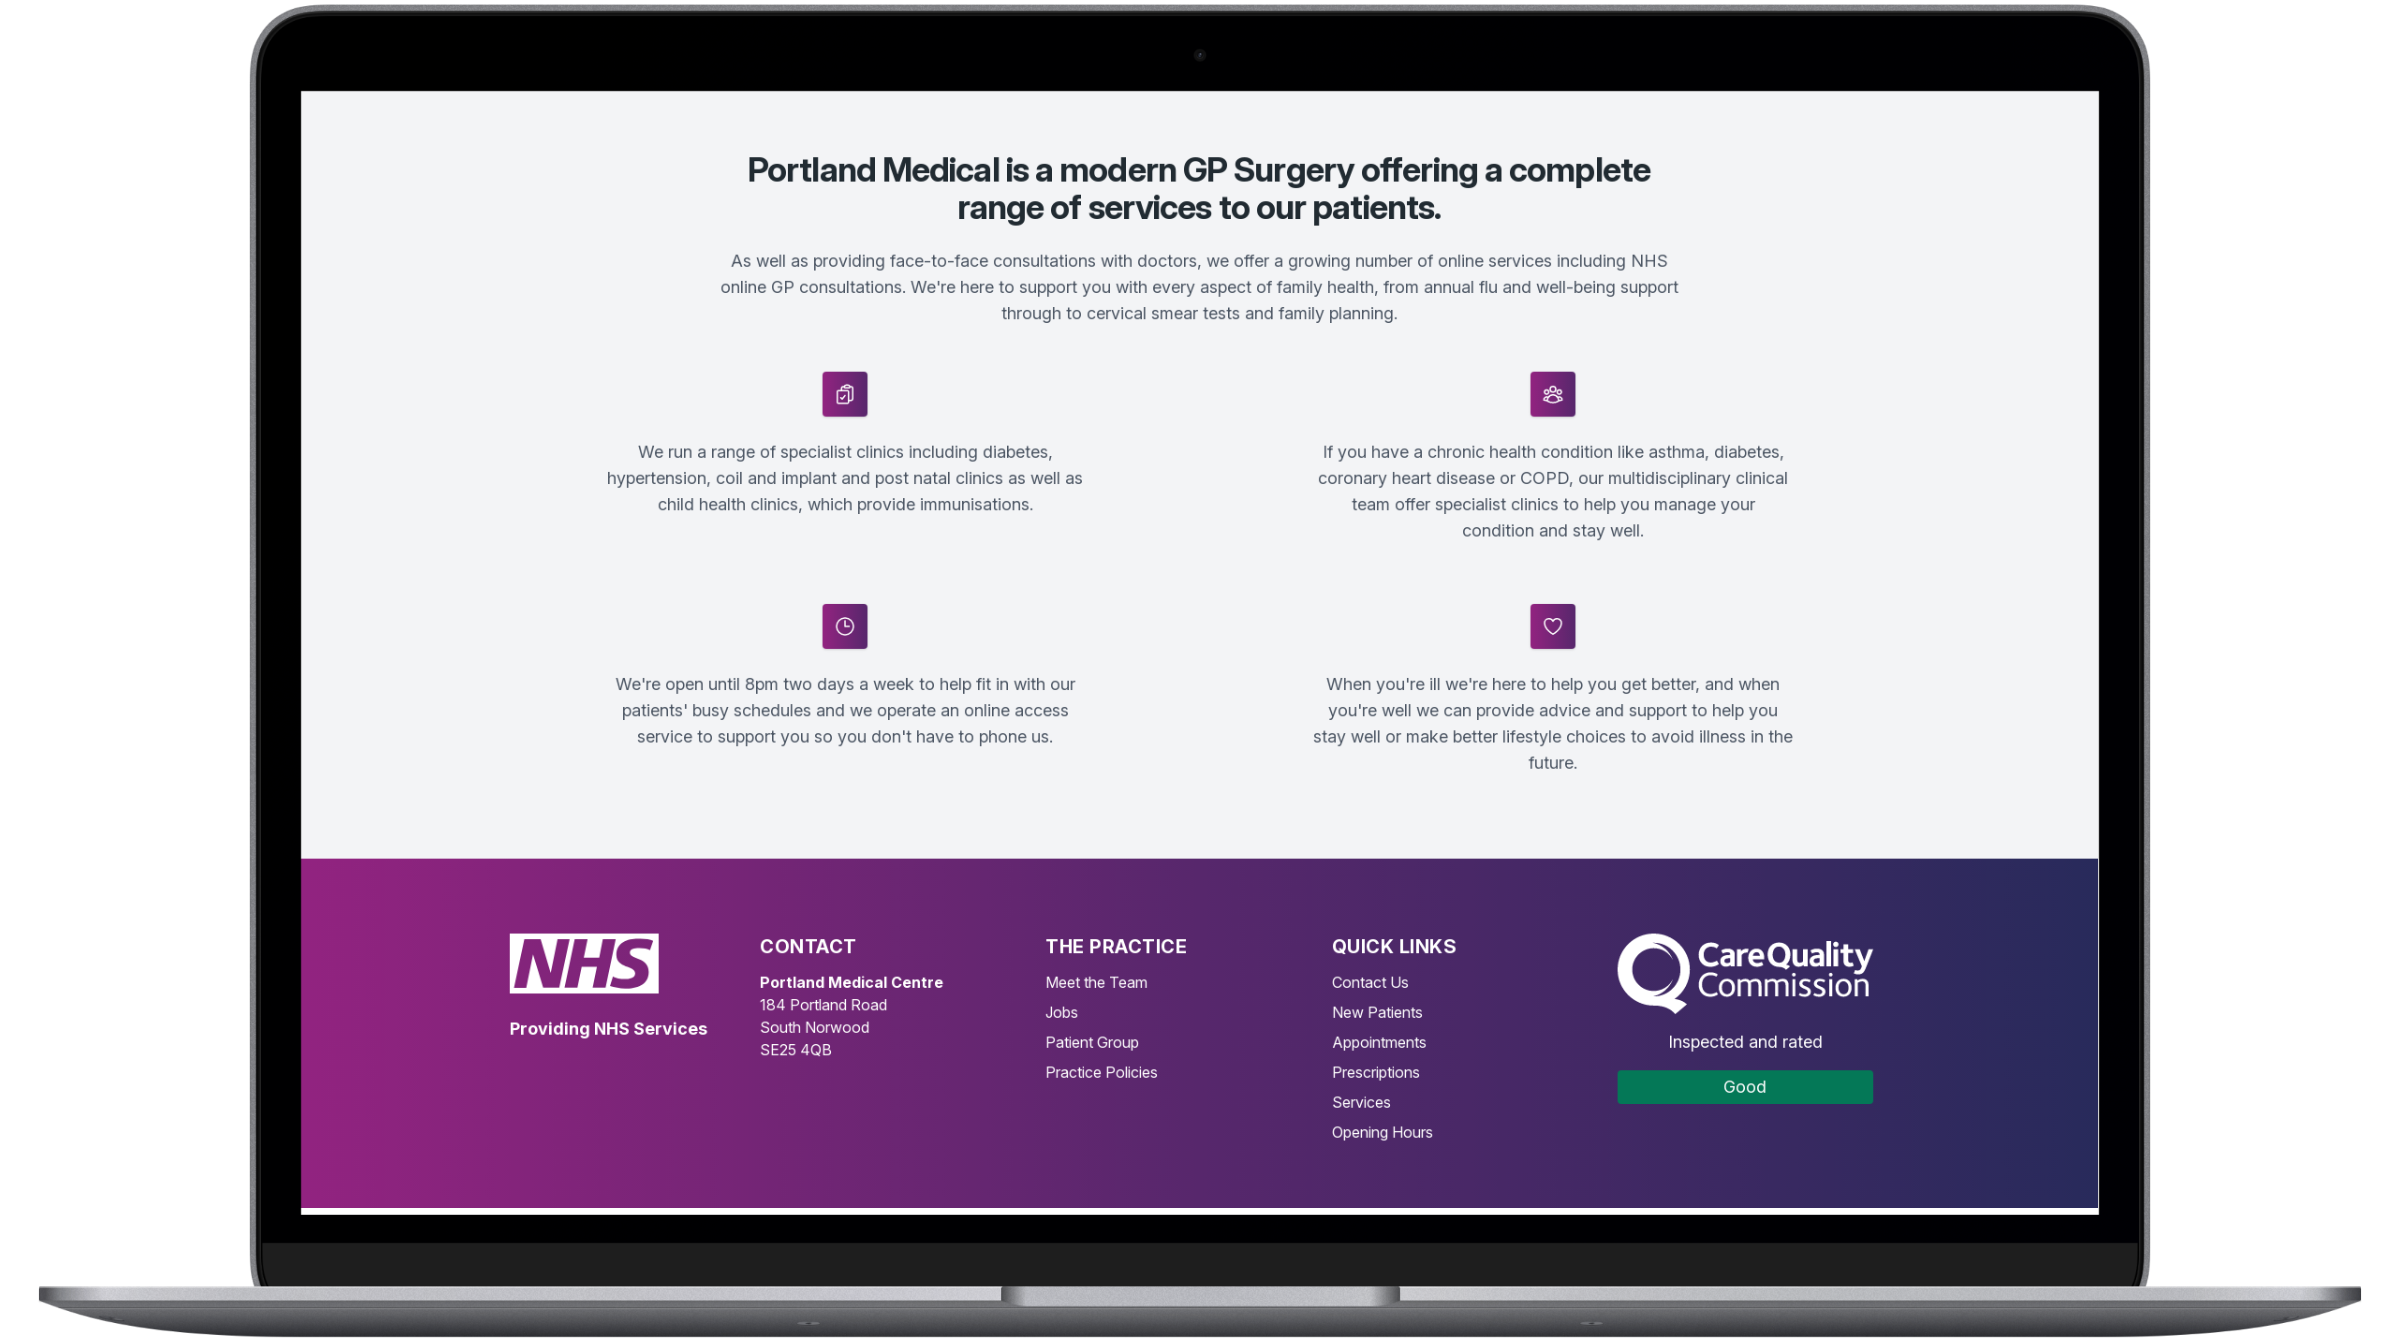 Portland Medical is a modern GP Surgery offering a complete
range of services to our patients.
As well as providing face-to-face consultations with doctors, we offer a growing number of online services including NHS
online GP consultations. We're here to support you with every aspect of family health, from annual flu and well-being support
through to cervical smear tests and family planning.
We run a range of specialist clinics including diabetes,
hypertension, coil and implant and post natal clinics as well as
child health clinics, which provide immunisations.
If you have a chronic health condition like asthma, diabetes,
coronary heart disease or COPD, our multidisciplinary clinical
team offer specialist clinics to help you manage your
condition and stay well.
We're open until 8pm two days a week to help fit in with our
patients' busy schedules and we operate an online access
service to support you so you don't have to phone us.
When you're ill we're here to help you get better, and when
you're well we can provide advice and support to help you
stay well or make better lifestyle choices to avoid illness in the
future.
NHS
Providing NHS Services
CONTACT
Portland Medical Centre
184 Portland Road
South Norwood
SE25 4QB
THE PRACTICE
Meet the Team
Jobs
Patient Group
Practice Policies
QUICK LINKS
Contact Us
New Patients
Appointments
Prescriptions
Services
Opening Hours
CareQuality
Commission
Inspected and rated
Good